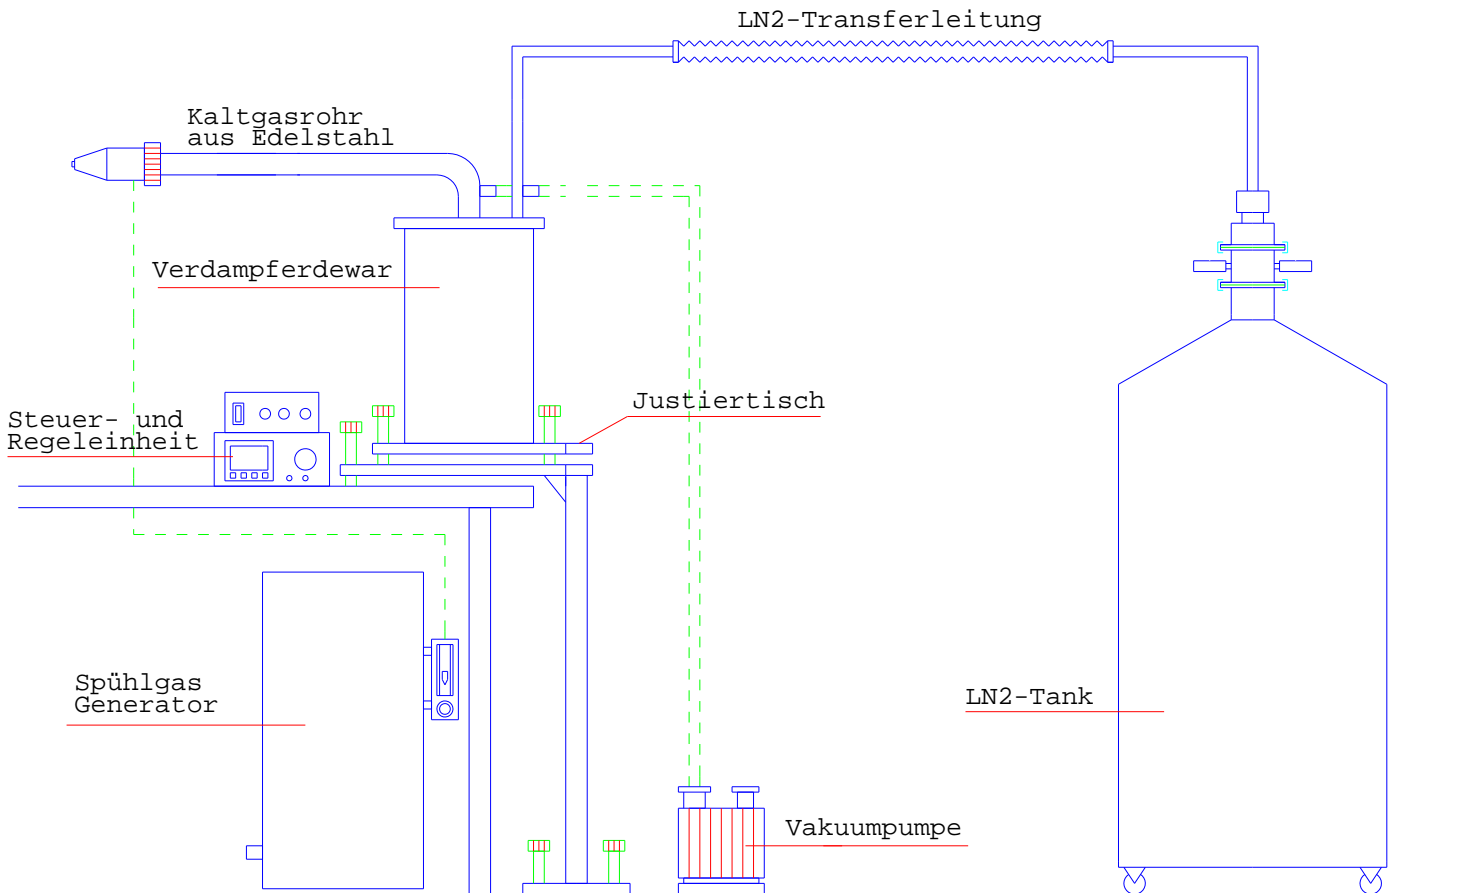 LN2-Transferleitung
Kaltgasrohr
aus Edelstahl
Verdampferdewar
Justiertisch
Steuer- und
Regeleinheit
Spühlgas
Generator
LN2-Tank
Vakuumpumpe